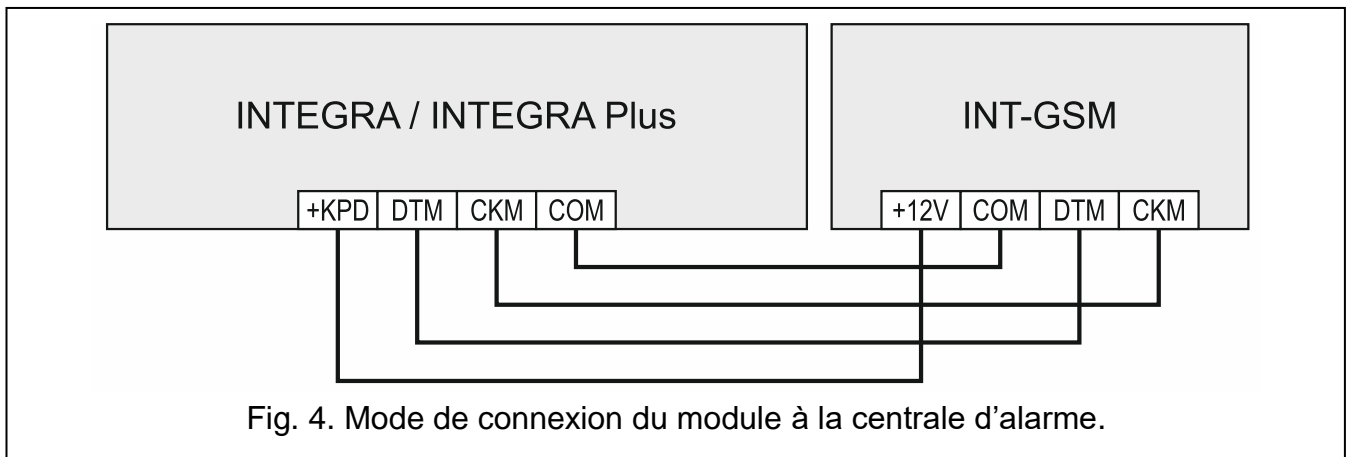 INTEGRA / INTEGRA Plus
+KPD DTM CKM COM
INT-GSM
+12V COM DTM CKM
Fig. 4. Mode de connexion du module à la centrale d’alarme.